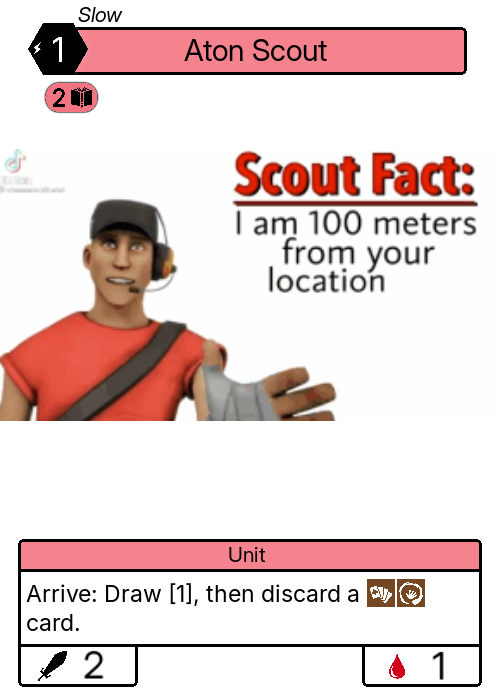 Slow
1
Aton Scout
2
Scout Fact:
I am 100 meters
from your
location
Unit
Arrive: Draw [1], then discard a
card.
2
1